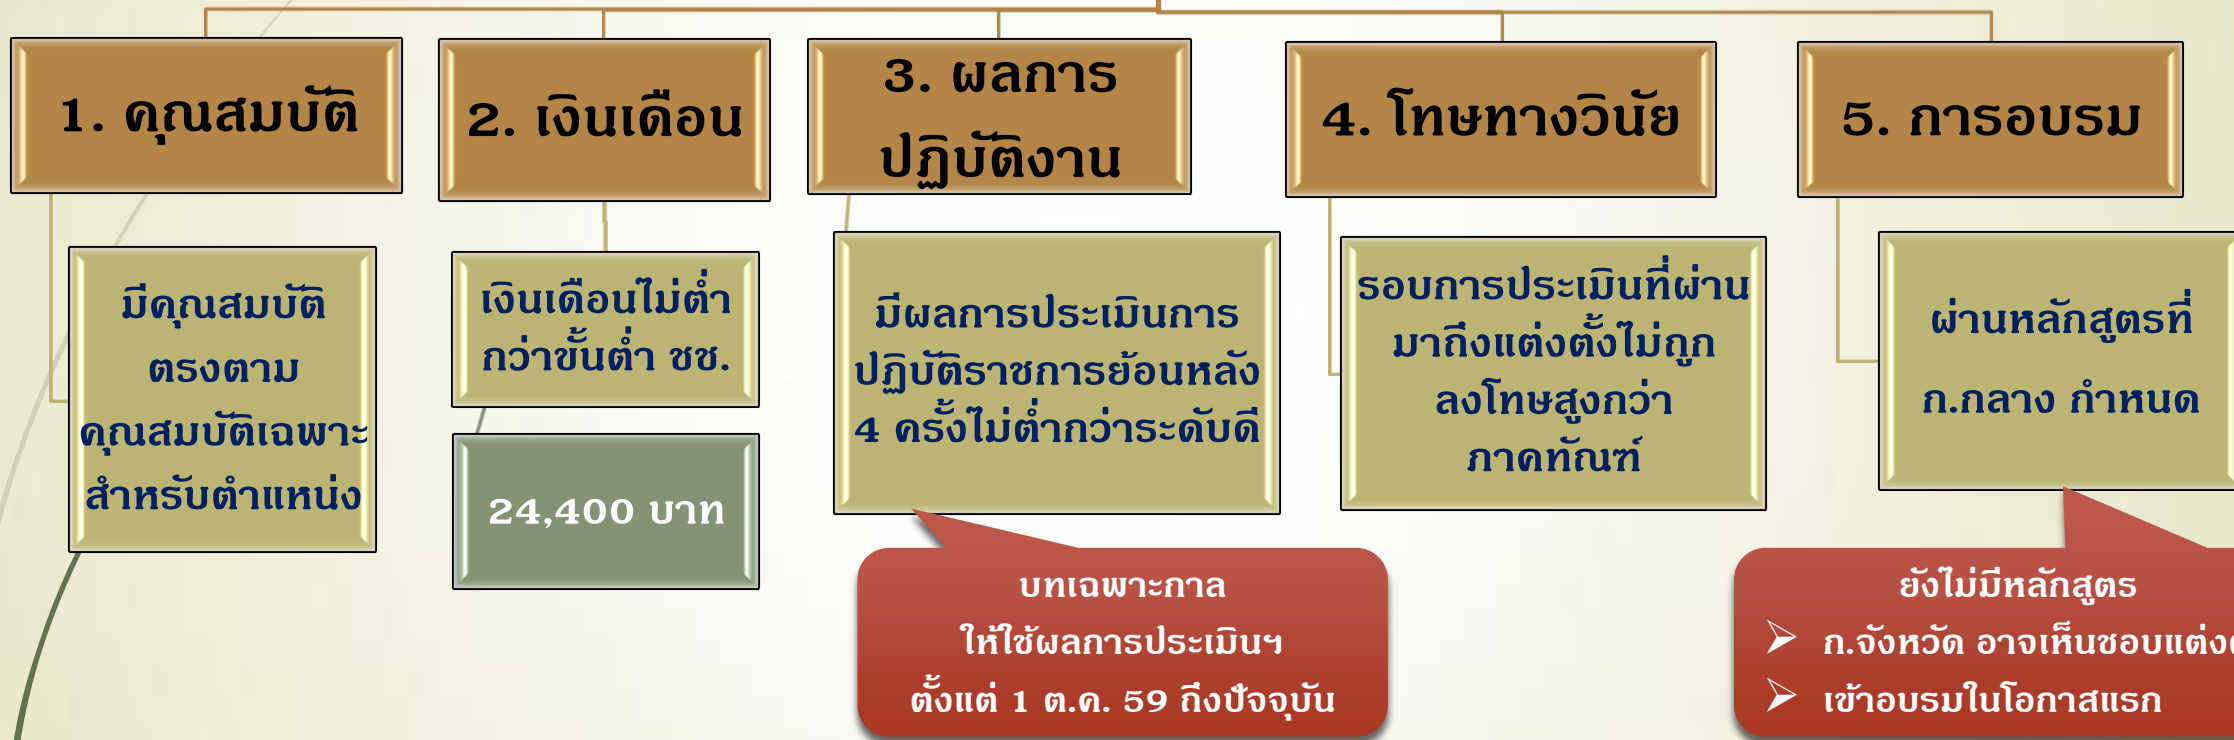 1. คุณสมบัติ
มีคุณสมบัติ
ตรงตาม
คุณสมบัติเฉพาะ
สำหรับตำแหน่ง
2. เงินเดือน
เงินเดือนไม่ต่ำ
กว่าขั้นต่ำ ชช.
24,400 บาท
3. ผลการ
ปฏิบัติงาน
มีผลการประเมินการ
ปฏิบัติราชการย้อนหลัง
4 ครั้งไม่ต่ำกว่าระดับดี
บทเฉพาะกาล
ให้ใช้ผลการประเมินฯ
ตั้งแต่ 1 ต.ค. 59 ถึงปัจจุบัน
4. โทษทางวินัย
รอบการประเมินที่ผ่าน
มาถึงแต่งตั้งไม่ถูก
ลงโทษสูงกว่า
ภาคทัณฑ์
5. การอบรม
ผ่านหลักสูตรที่
ก.กลาง กำหนด
ยังไม่มีหลักสูตร
➢ ก.จังหวัด อาจเห็นชอบ
➢ เข้าอบรมในโอกาสแรก